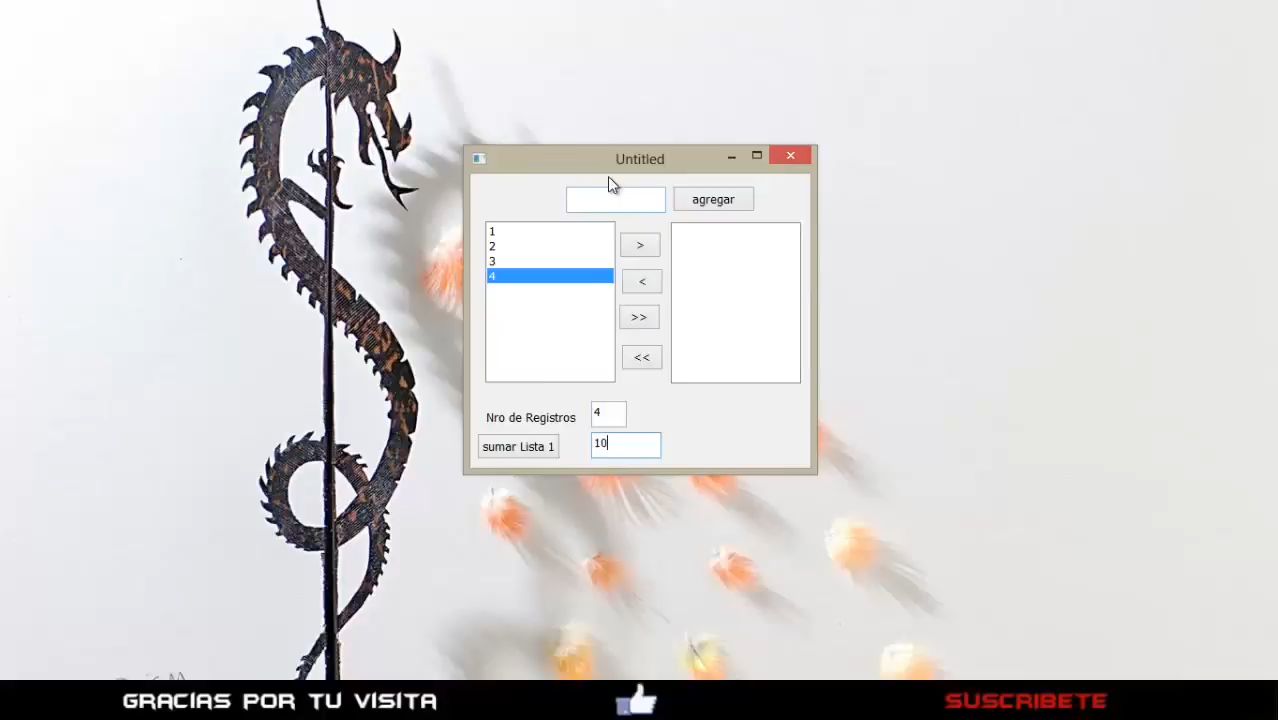 Untitled
agregar
1
2
3
4
>
<
>>
<<
Nro de Registros 4
sumar Lista 1 10
GRACIAS POR TU VISITA
SUSCRIBETE